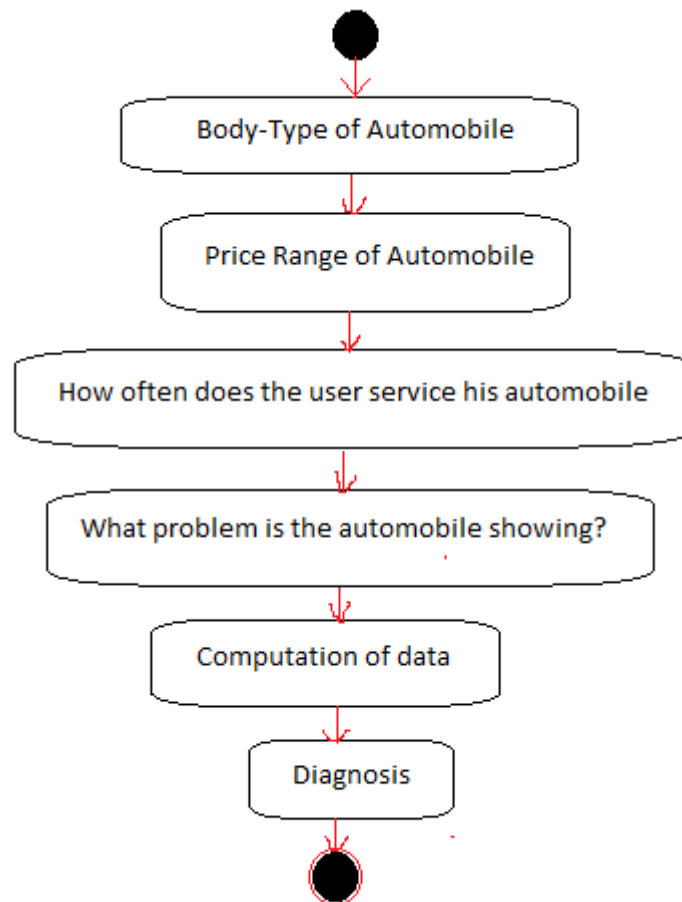 Body-Type of Automobile
Price Range of Automobile
How often does the user service his automobile
What problem is the automobile showing?
Computation of data
Diagnosis